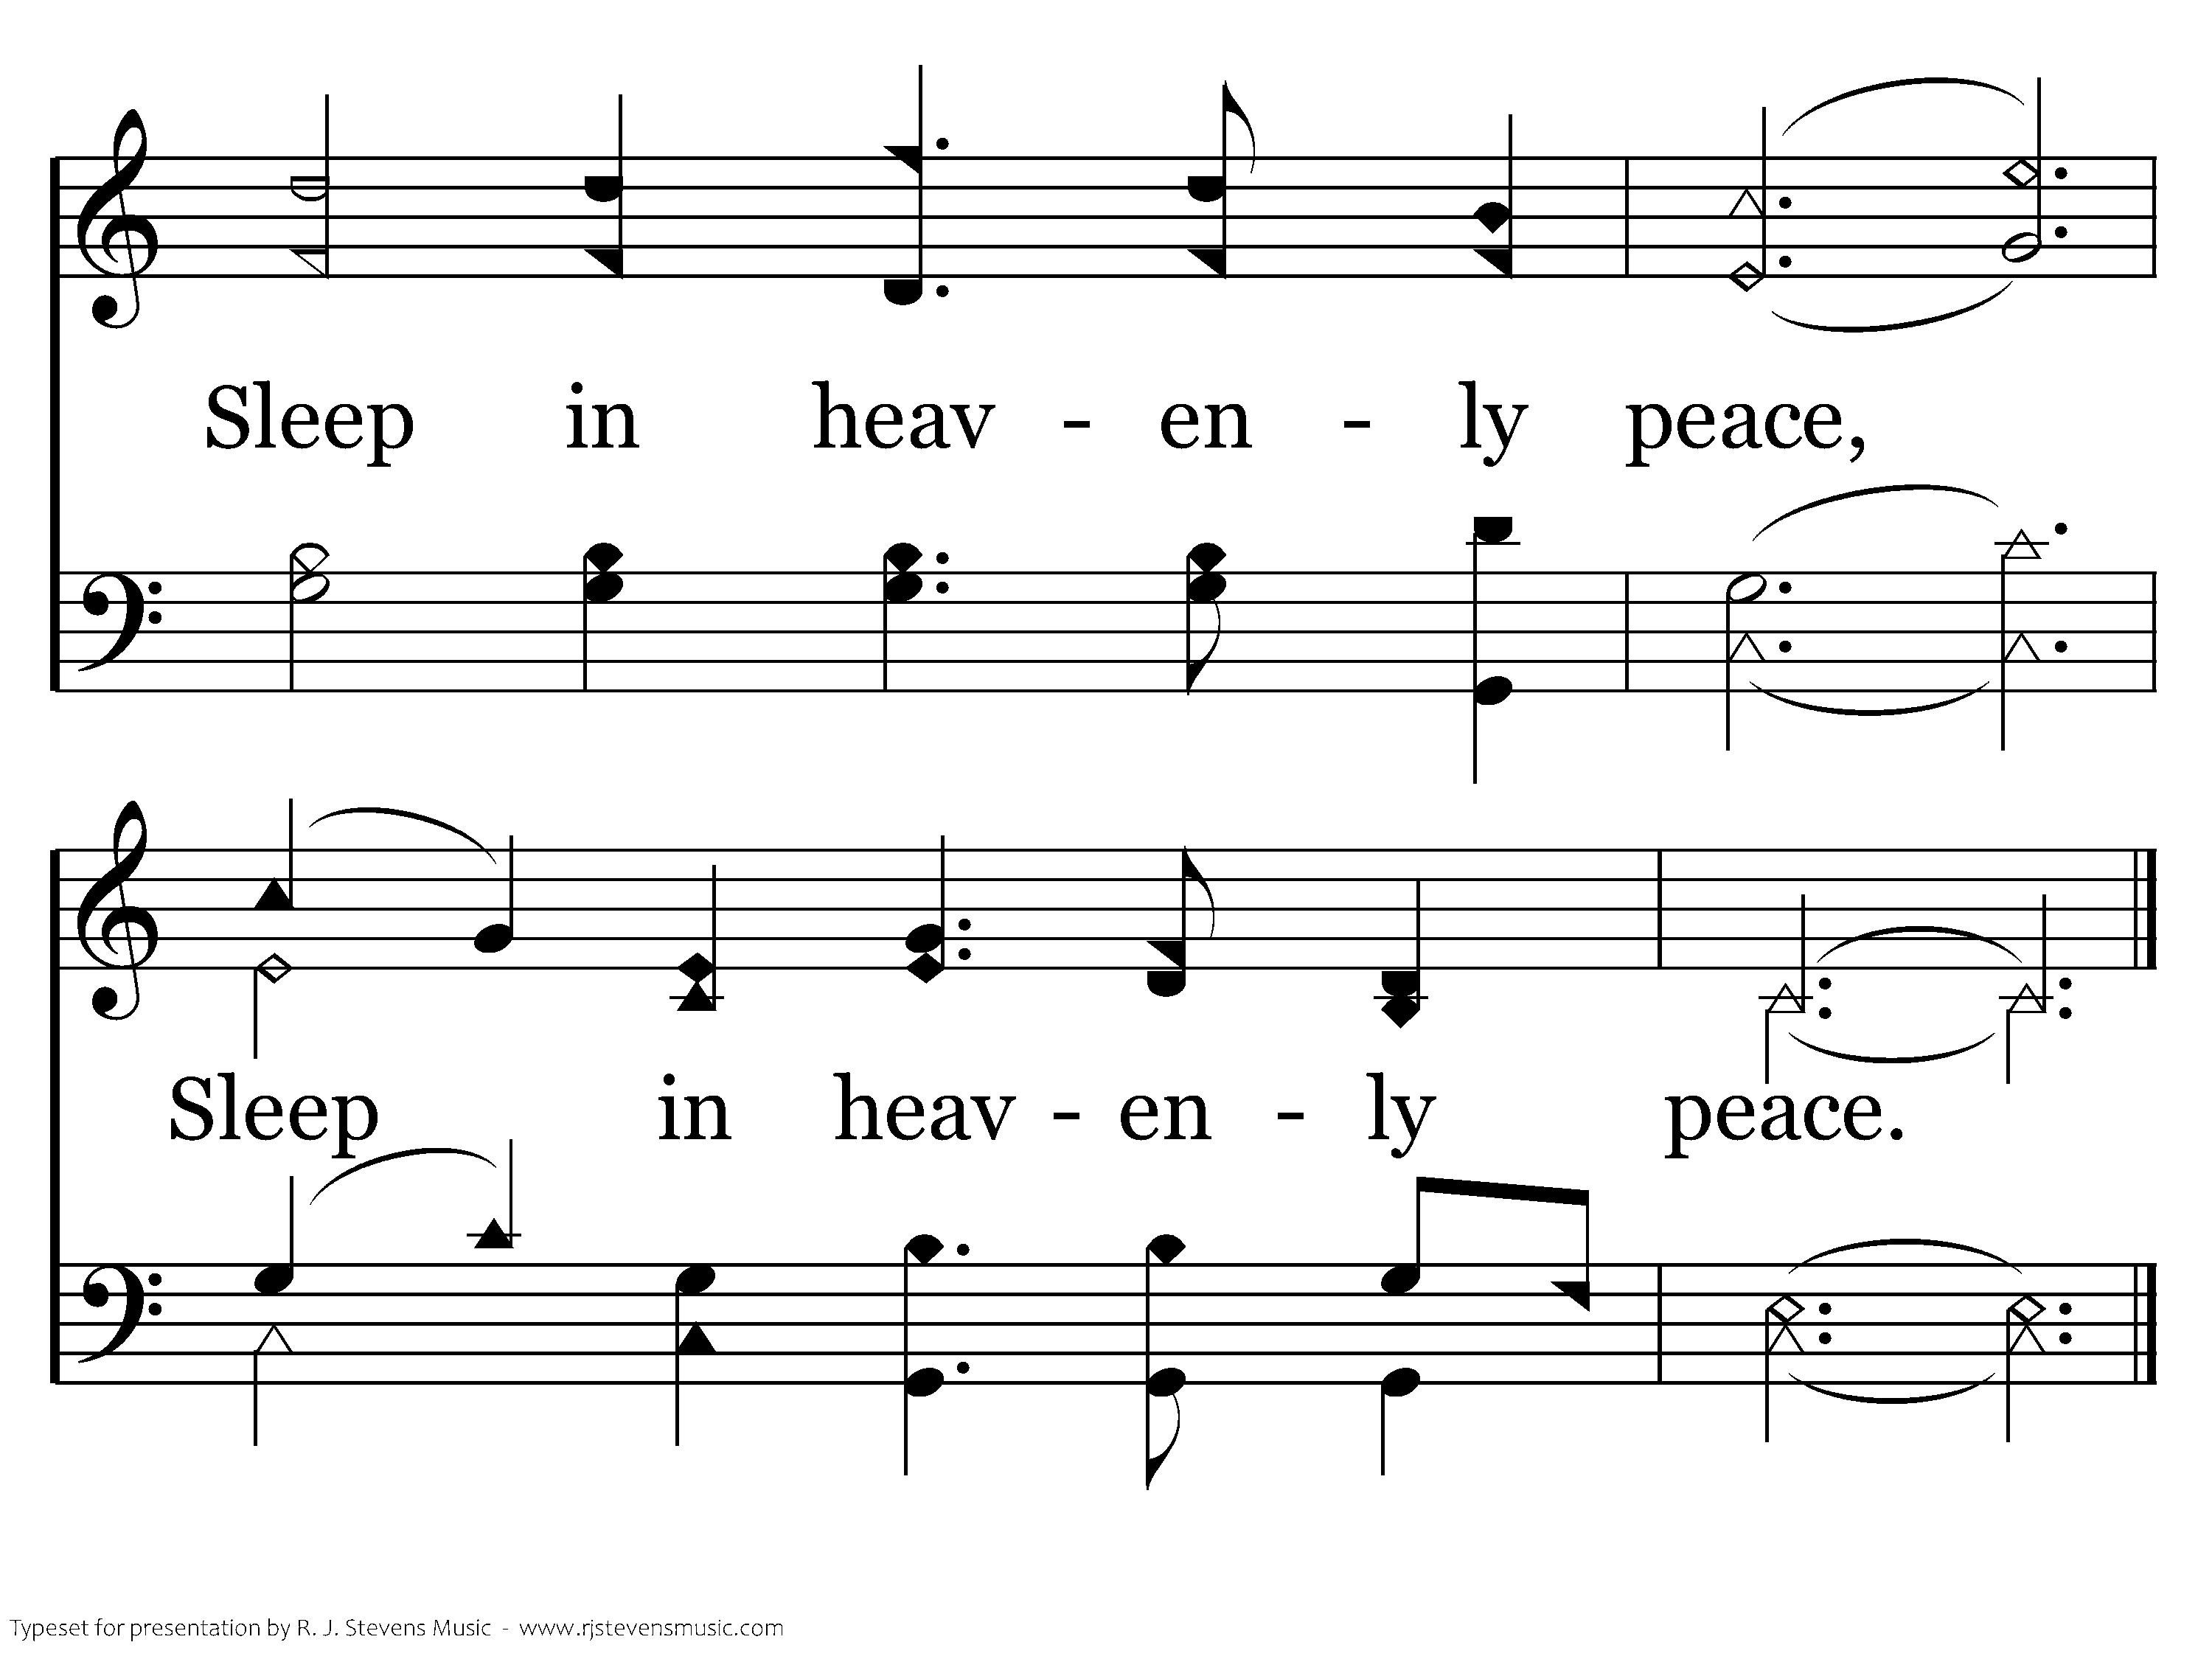 Sleep in heav - en - ly peace,
Sleep in heav - en - ly peace.
Typeset for presentation by R. J. Stevens Music - www.rjstevensmusic.com